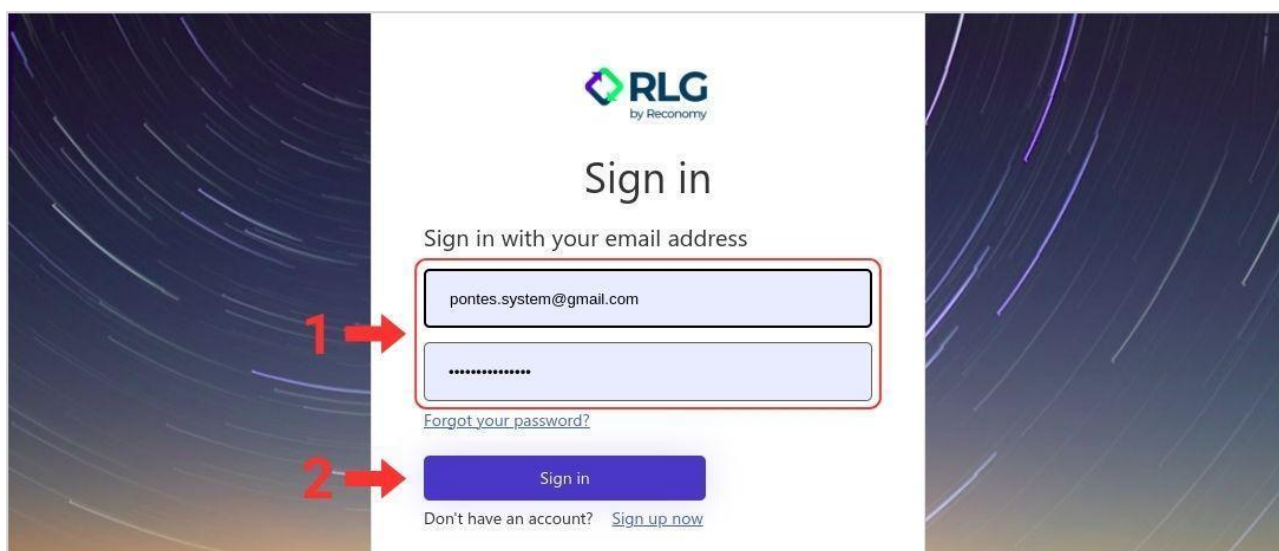 RLG
by Reconomy
Sign in
Sign in with your email address
pontes.system@gmail.com
•••••••••••••••
1
Forgot your password?
2
Sign in
Don't have an account? Sign up now